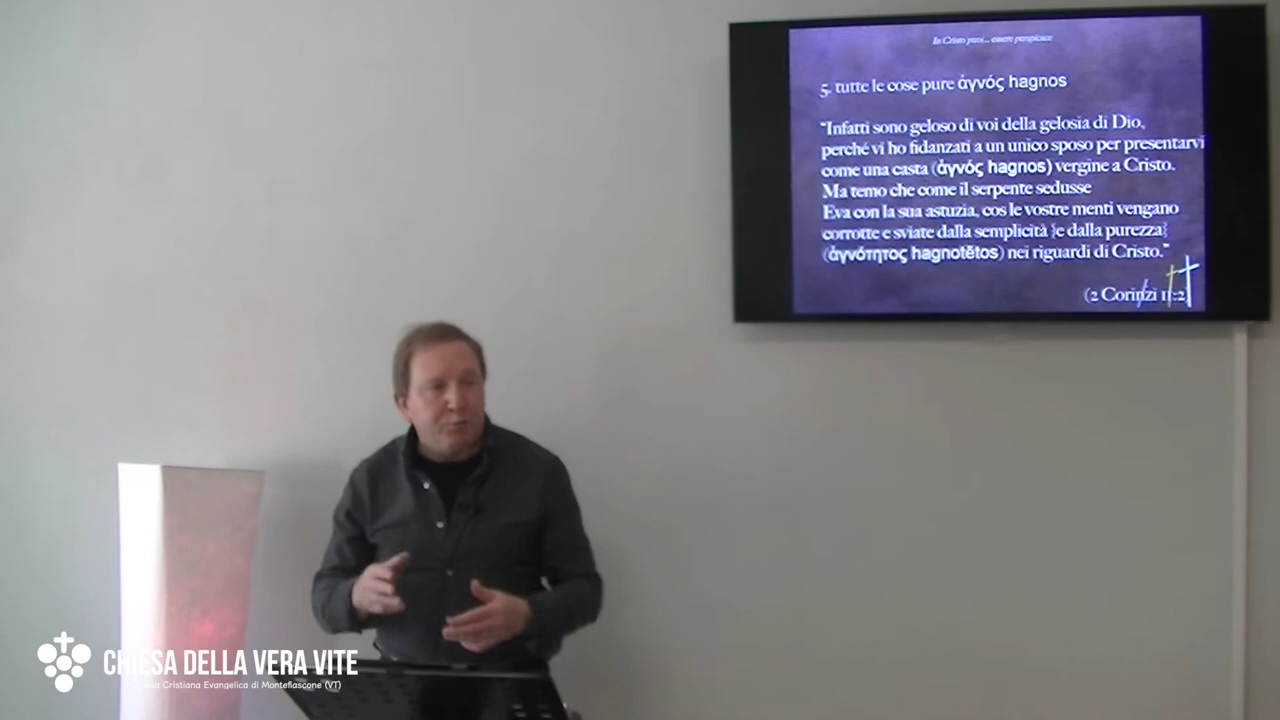 In Cristo puoi... essere perspicace
5. tutte le cose pure ἁγνός hagnos
“Infatti sono geloso di voi della gelosia di Dio,
perché vi ho fidanzati a un unico sposo per presentarvi
come una casta (ἁγνός hagnos) vergine a Cristo.
Ma temo che come il serpente sedusse
Eva con la sua astuzia, cos le vostre menti vengano
corrotte e sviate dalla semplicità {e dalla purezza}
(ἁγνότητος hagnotētos) nei riguardi di Cristo.”
(2 Corinzi 11:2)
CHIESA DELLA VERA VITE
Cristiana Evangelica di Montefiascone (VT)